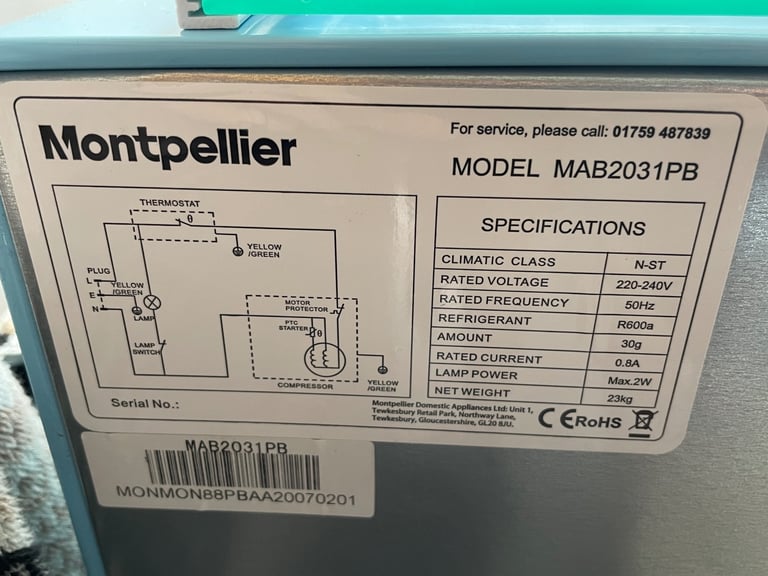 Montpellier
For service, please call: 01759 487839
MODEL MAB2031PB
THERMOSTAT
θ
YELLOW
/GREEN
PLUG
L
E
N
YELLOW
/GREEN
LAMP
LAMP
SWITCH
MOTOR
PROTECTOR
PTC
STARTER
θ
COMPRESSOR
YELLOW
/GREEN
SPECIFICATIONS
CLIMATIC CLASS N-ST
RATED VOLTAGE 220-240V
RATED FREQUENCY 50Hz
REFRIGERANT R600a
AMOUNT 30g
RATED CURRENT 0.8A
LAMP POWER Max.2W
NET WEIGHT 23kg
Serial No.:
Montpellier Domestic Appliances Ltd: Unit 1,
Tewkesbury Retail Park, Northway Lane,
Tewkesbury, Gloucestershire, GL20 8JU.
CE RoHS
MAB2031PB
MONMON88PBAA20070201